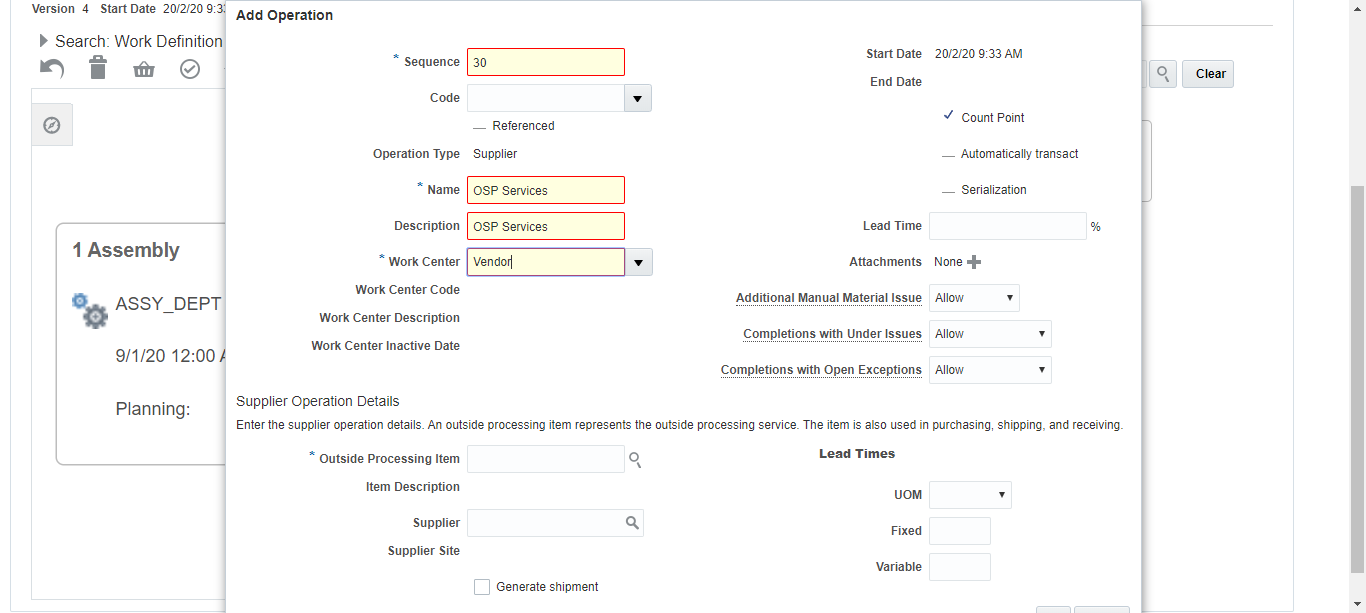 Version 4 Start Date 20/2/20 9:3
Search: Work Definition
Clear
1 Assembly
ASSY_DEPT
9/1/20 12:00 A
Planning:
Add Operation
* Sequence 30
Code
Referenced
Operation Type Supplier
* Name OSP Services
Description OSP Services
* Work Center Vendor
Work Center Code
Work Center Description
Work Center Inactive Date
Start Date 20/2/20 9:33 AM
End Date
Count Point
Automatically transact
Serialization
Lead Time %
Attachments None
Additional Manual Material Issue Allow
Completions with Under Issues Allow
Completions with Open Exceptions Allow
Supplier Operation Details
Enter the supplier operation details. An outside processing item represents the outside processing service. The item is also used in purchasing, shipping, and receiving.
* Outside Processing Item
Item Description
Supplier
Supplier Site
Generate shipment
Lead Times
UOM
Fixed
Variable